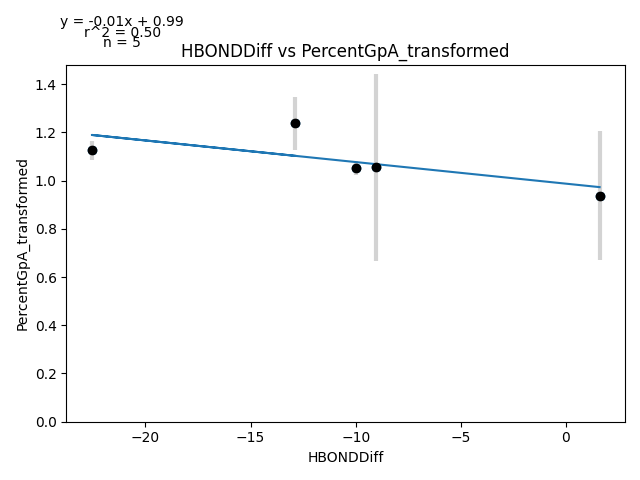 y = -0.01x + 0.99
r^2 = 0.50
n = 5
HBONDDiff vs PercentGpA_transformed
1.4
1.2
1.0
0.8
0.6
0.4
0.2
0.0
PercentGpA_transformed
−20
−15
−10
−5
0
HBONDDiff